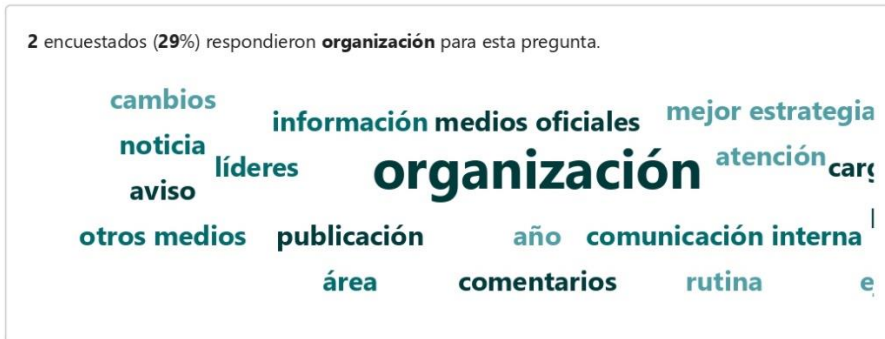 2 encuestados (29%) respondieron organización para esta pregunta.
cambios
información medios oficiales mejor estrategia
noticia
líderes organización atención
aviso
otros medios publicación año comunicación interna
área comentarios rutina